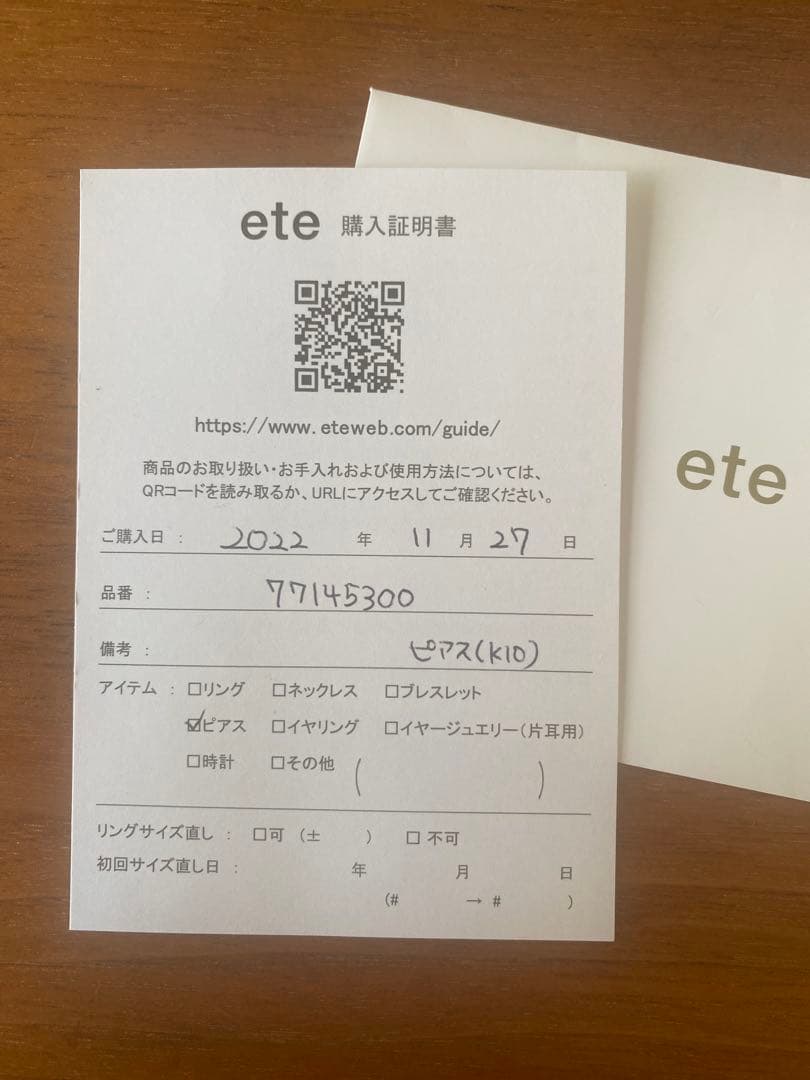 ete 購入証明書
https://www.eteweb.com/guide/
商品のお取り扱い・お手入れおよび使用方法については、
QRコードを読み取るか、URLにアクセスしてご確認ください。
ご購入日 : 2022 年 11 月 27 日
品番 : 77145300
備考 : ピアス(K10)
アイテム : □リング □ネックレス □ブレスレット
☑ピアス □イヤリング □イヤージュエリー(片耳用)
□時計 □その他 ( )
リングサイズ直し : □可 (± ) □不可
初回サイズ直し日 : 年 月 日
(# → # )
ete